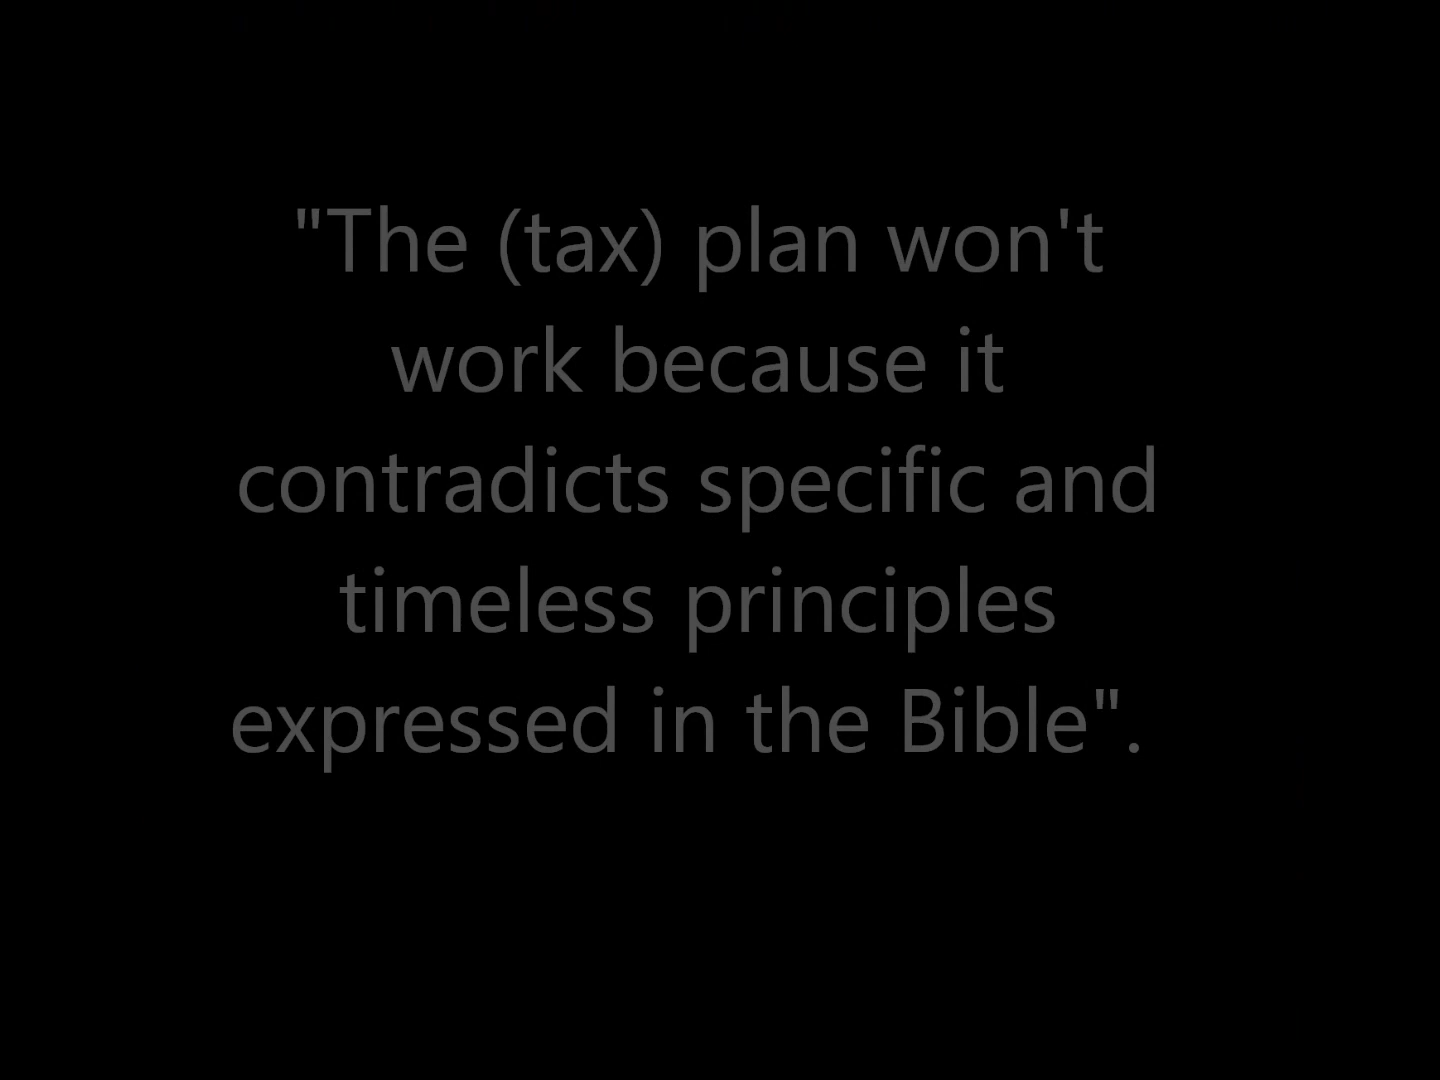 "The (tax) plan won't
work because it
contradicts specific and
timeless principles
expressed in the Bible".